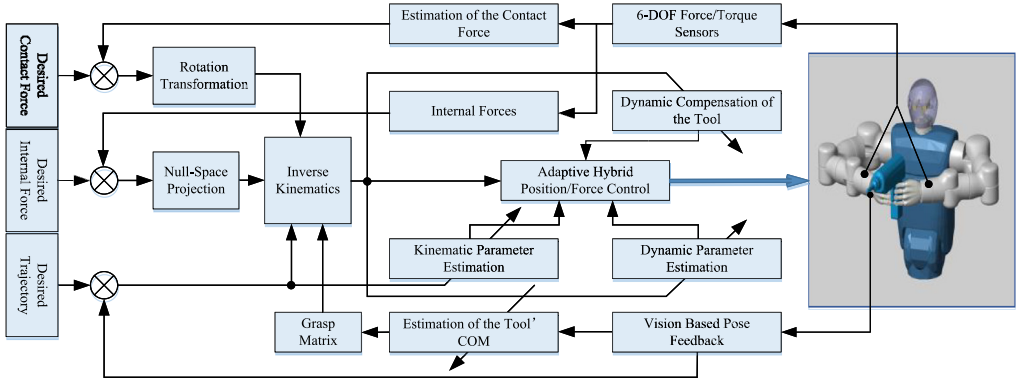 Desired
Contact Force
Desired
Internal Force
Desired
Trajectory
Rotation
Transformation
Null-Space
Projection
Inverse
Kinematics
Grasp
Matrix
Estimation of the Contact
Force
Internal Forces
6-DOF Force/Torque
Sensors
Dynamic Compensation of
the Tool
Adaptive Hybrid
Position/Force Control
Kinematic Parameter
Estimation
Dynamic Parameter
Estimation
Estimation of the Tool’
COM
Vision Based Pose
Feedback